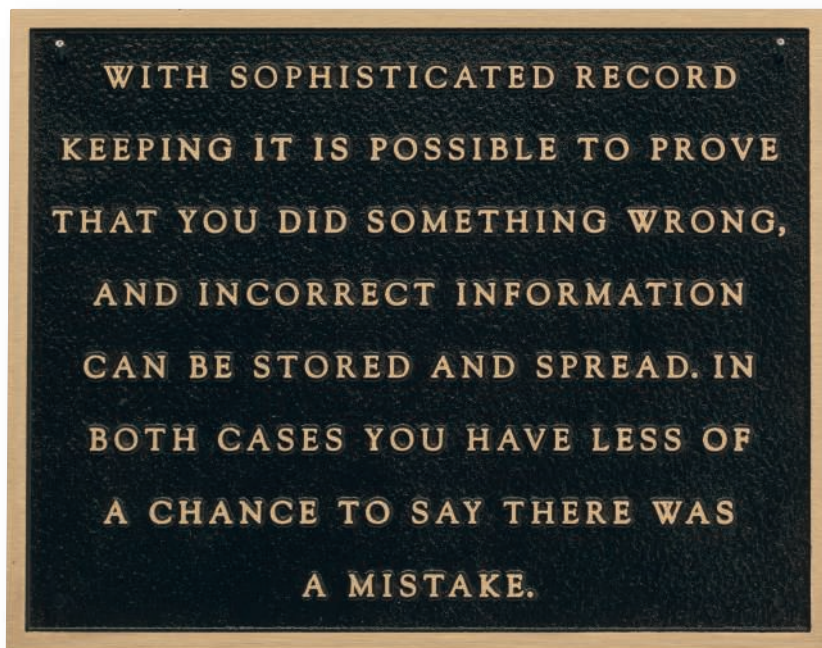 WITH SOPHISTICATED RECORD
KEEPING IT IS POSSIBLE TO PROVE
THAT YOU DID SOMETHING WRONG,
AND INCORRECT INFORMATION
CAN BE STORED AND SPREAD. IN
BOTH CASES YOU HAVE LESS OF
A CHANCE TO SAY THERE WAS
A MISTAKE.